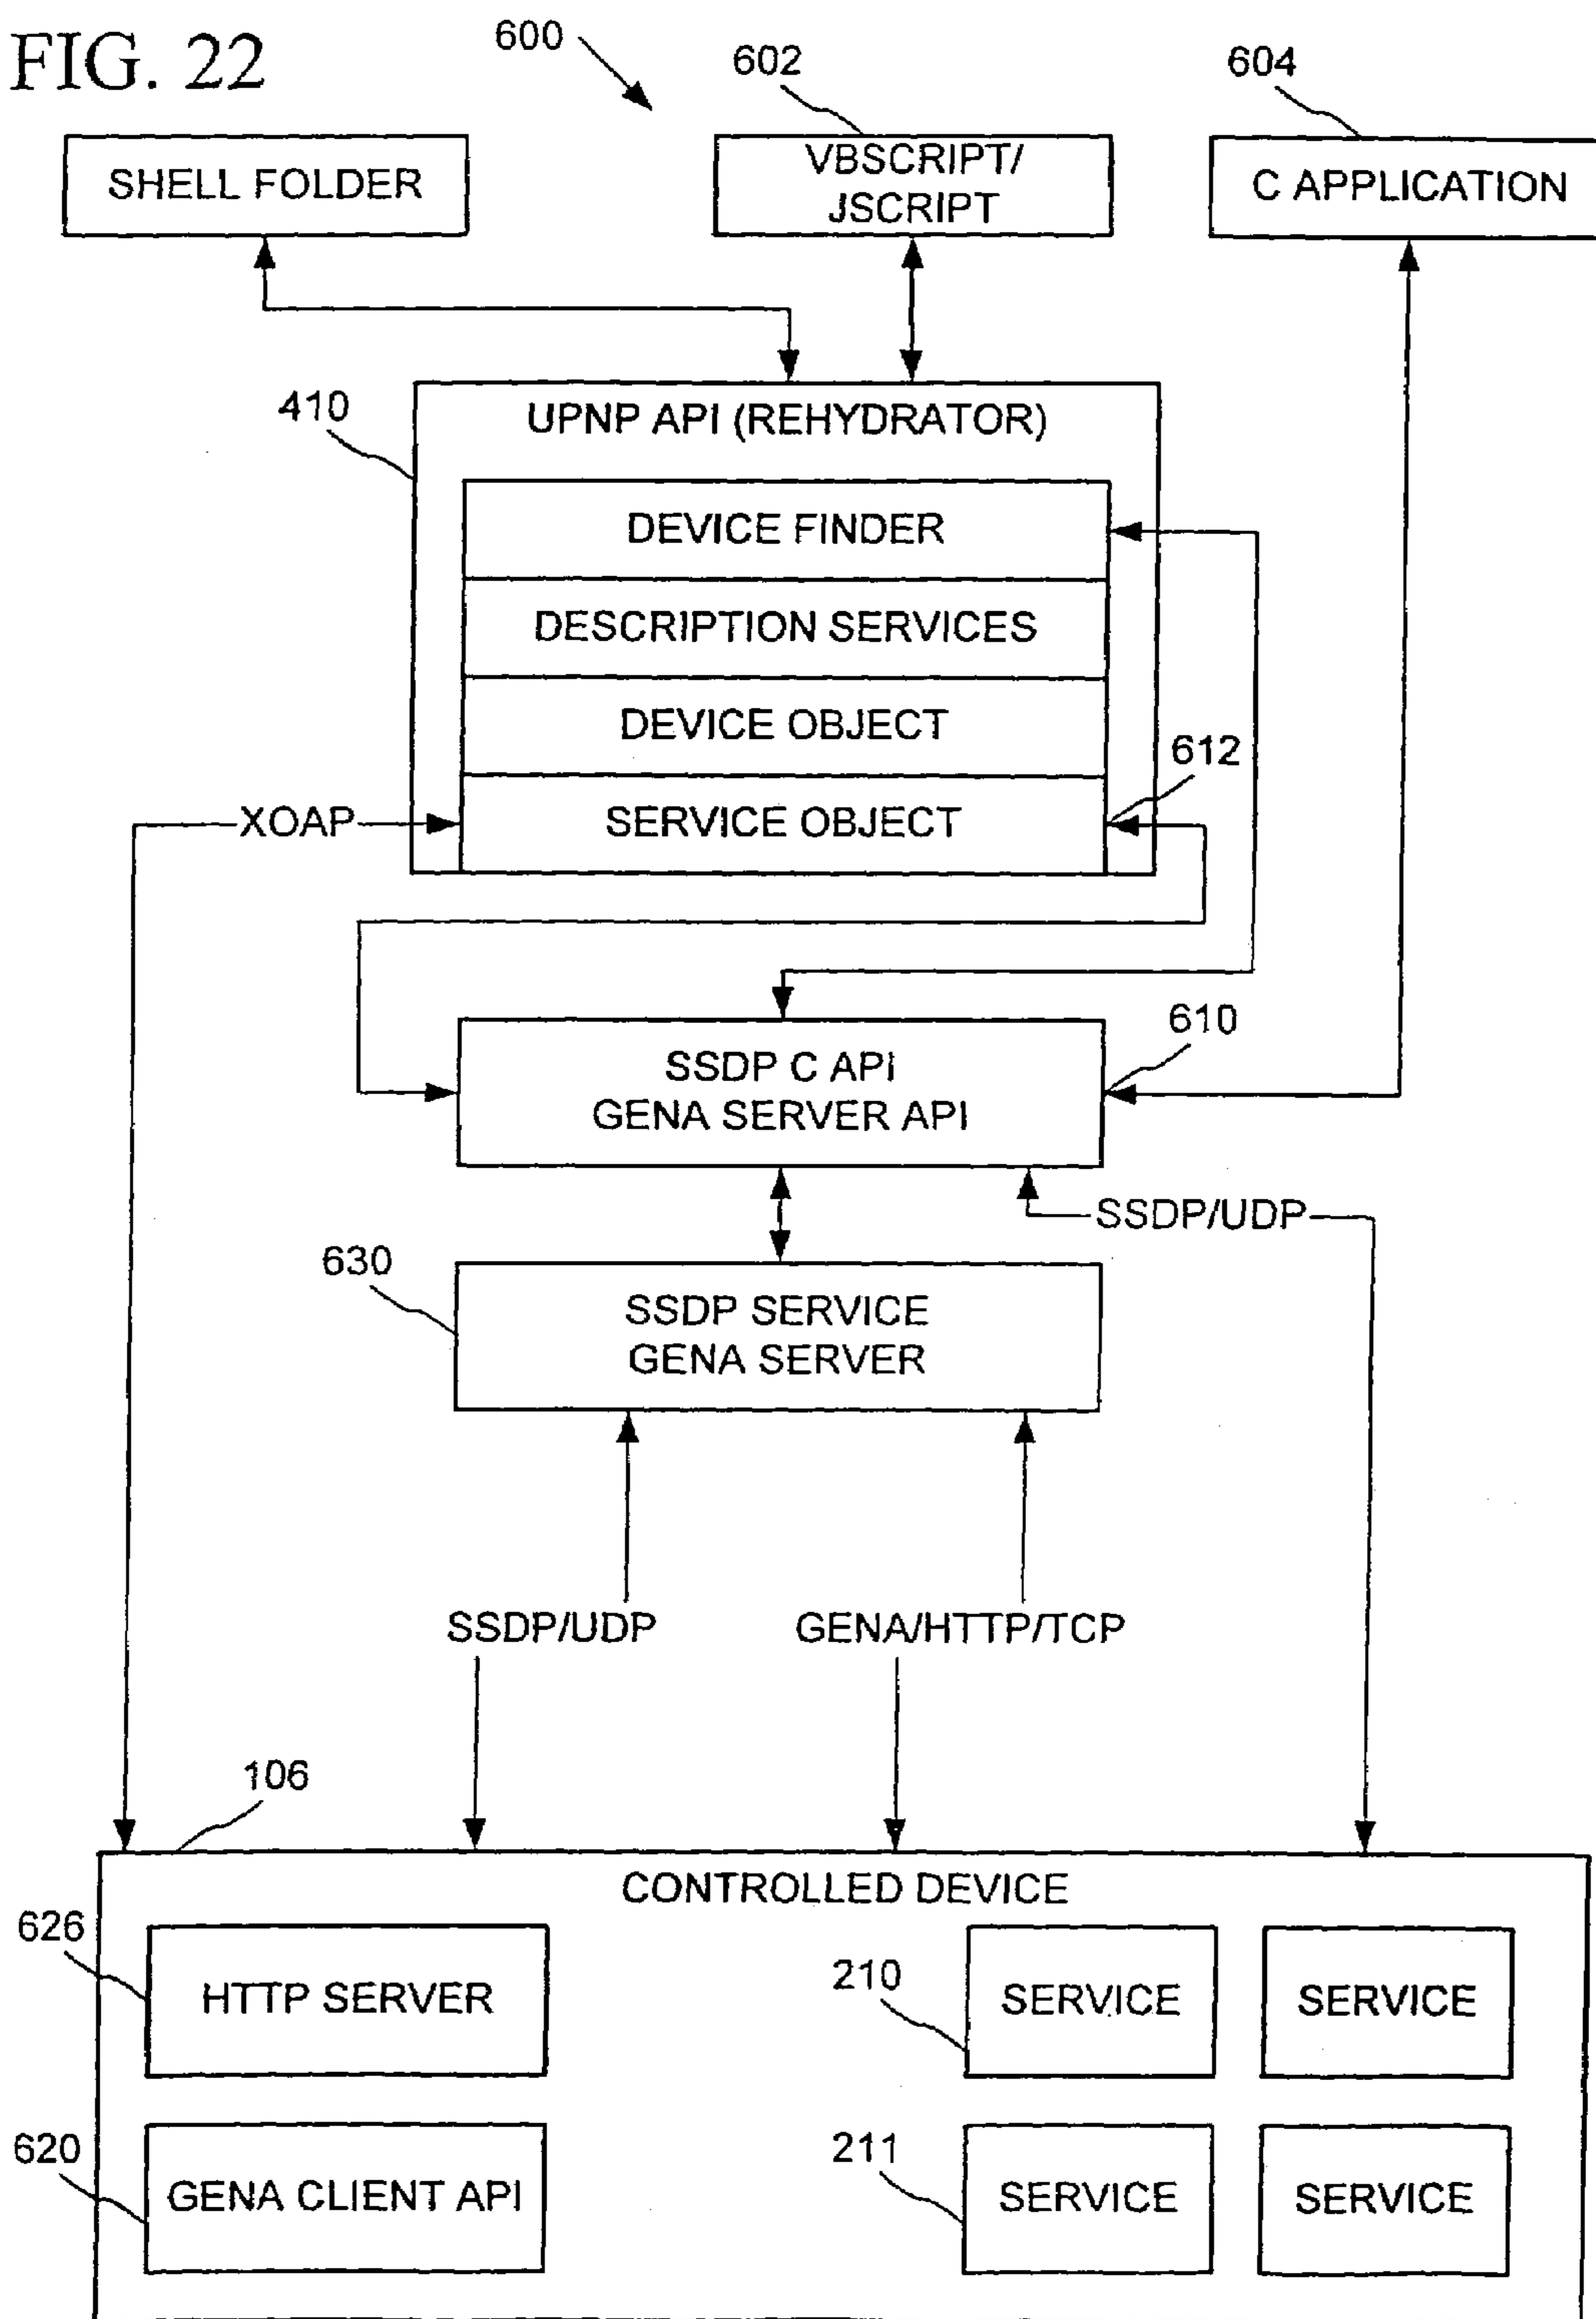 FIG. 22
600
602
604
SHELL FOLDER
VBSCRIPT/
JSCRIPT
C APPLICATION
410
UPNP API (REHYDRATOR)
DEVICE FINDER
DESCRIPTION SERVICES
DEVICE OBJECT
612
XOAP
SERVICE OBJECT
610
SSDP C API
GENA SERVER API
SSDP/UDP
630
SSDP SERVICE
GENA SERVER
SSDP/UDP
GENA/HTTP/TCP
106
CONTROLLED DEVICE
626
HTTP SERVER
210
SERVICE
SERVICE
620
GENA CLIENT API
211
SERVICE
SERVICE